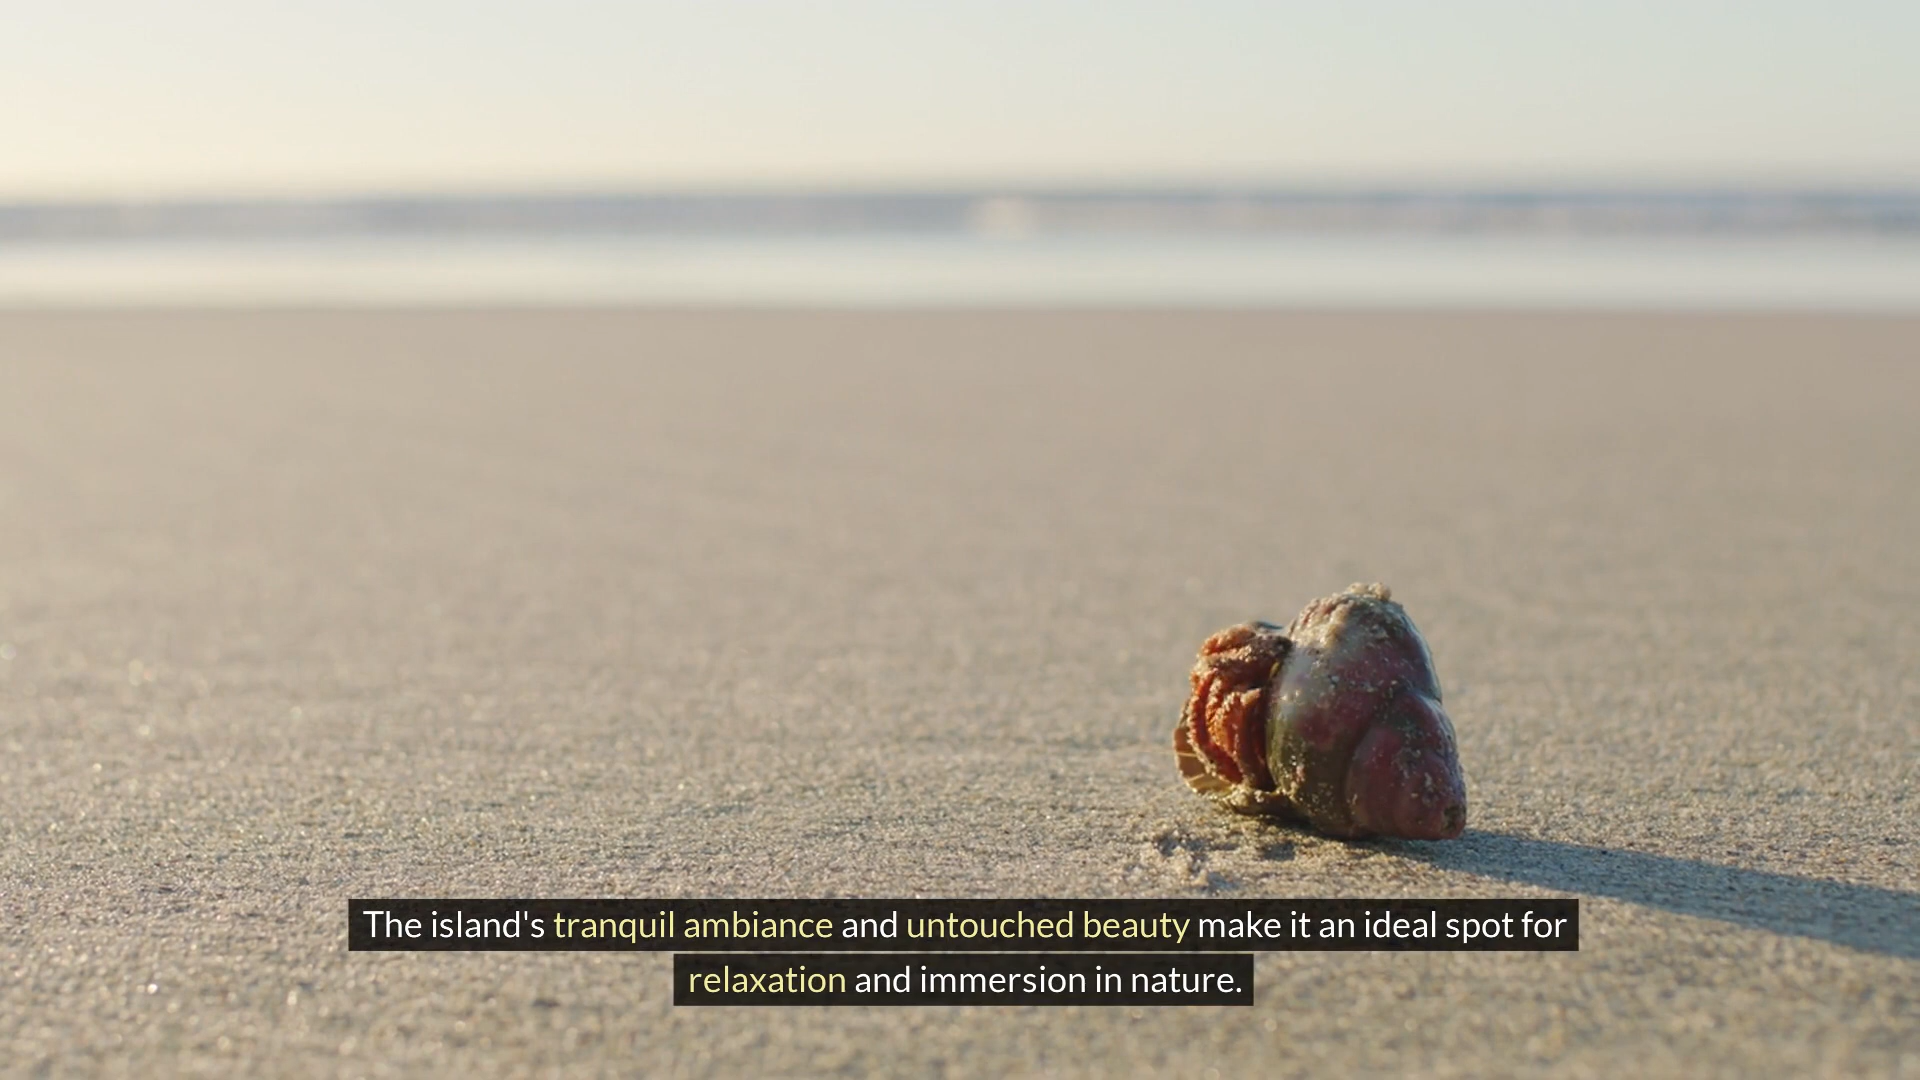 The island's tranquil ambiance and untouched beauty make it an ideal spot for
relaxation and immersion in nature.